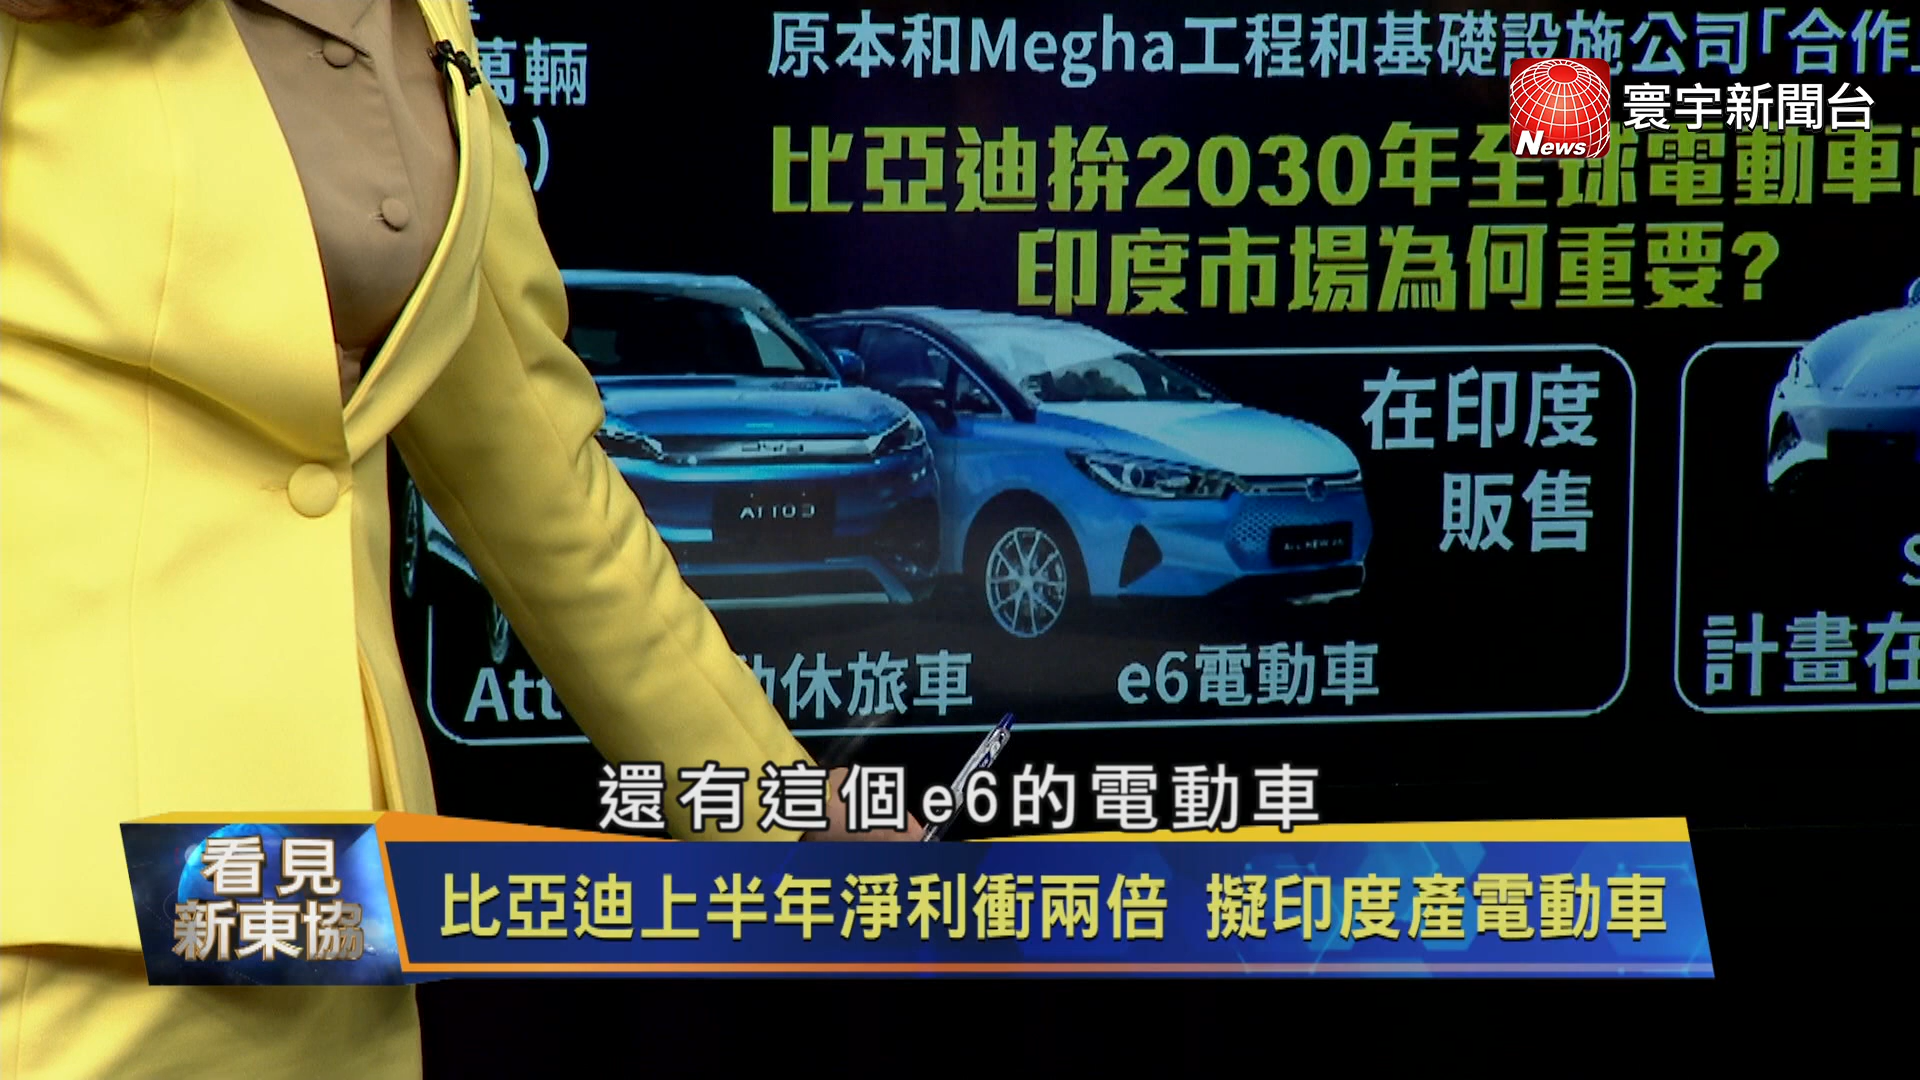 萬輛
原本和Megha工程和基礎設施公司「合作」
News
寰宇新聞台
比亞迪拚2030年全球電動車
印度市場為何重要?
在印度
販售
ATTO 3
Att
休旅車
e6電動車
計畫在
還有這個e6的電動車
看見
新東協
比亞迪上半年淨利衝兩倍 擬印度產電動車